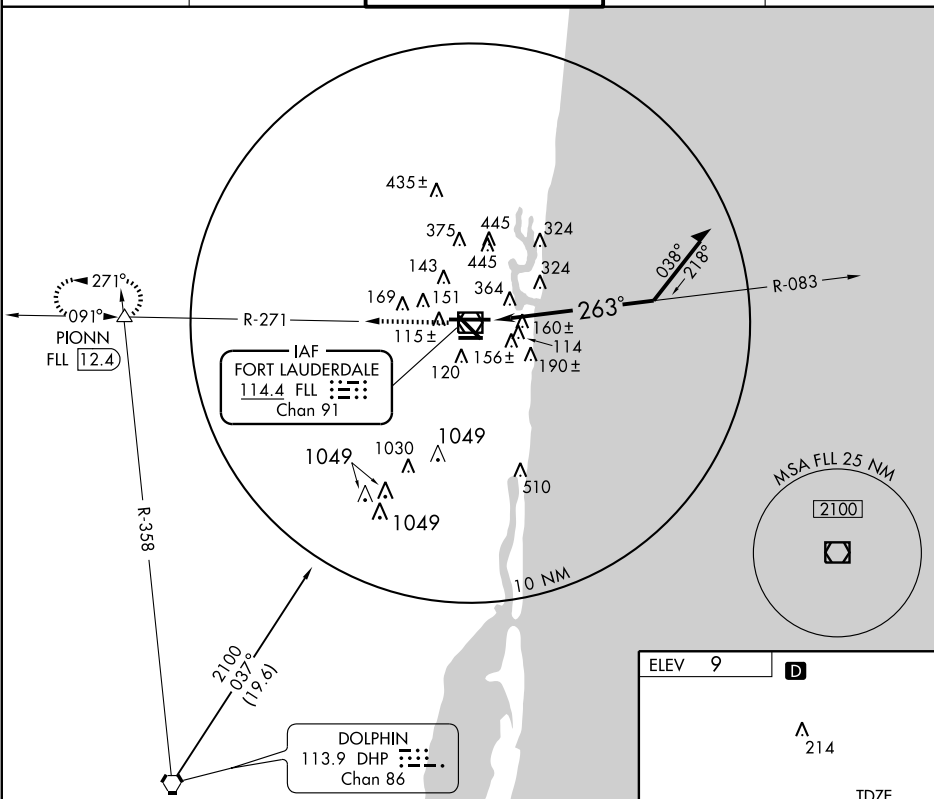 435±
375
445
324
445
143
324
364
169
151
271°
038°
218°
R-083
263°
091°
R-271
115±
160±
PIONN
FLL 12.4
114
156±
190±
120
IAF
FORT LAUDERDALE
114.4 FLL
Chan 91
1049
1030
1049
510
1049
MSA FLL 25 NM
2100
R-358
10 NM
2100
037°
(19.6)
ELEV 9
D
214
DOLPHIN
113.9 DHP
Chan 86
TDZE